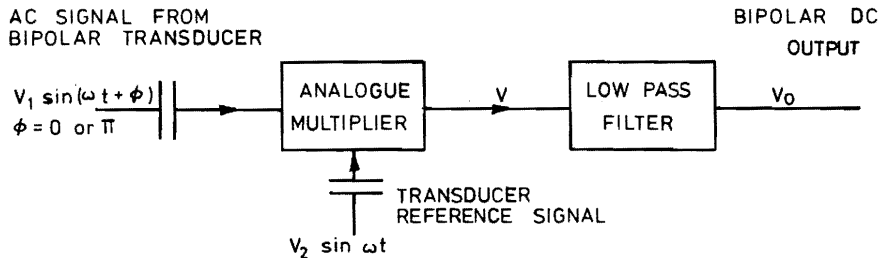 AC SIGNAL FROM
BIPOLAR TRANSDUCER
BIPOLAR DC
OUTPUT
V₁ sin(ω t + ϕ)
ϕ = 0 or π
ANALOGUE
MULTIPLIER
V
LOW PASS
FILTER
V₀
TRANSDUCER
REFERENCE SIGNAL
V₂ sin ωt